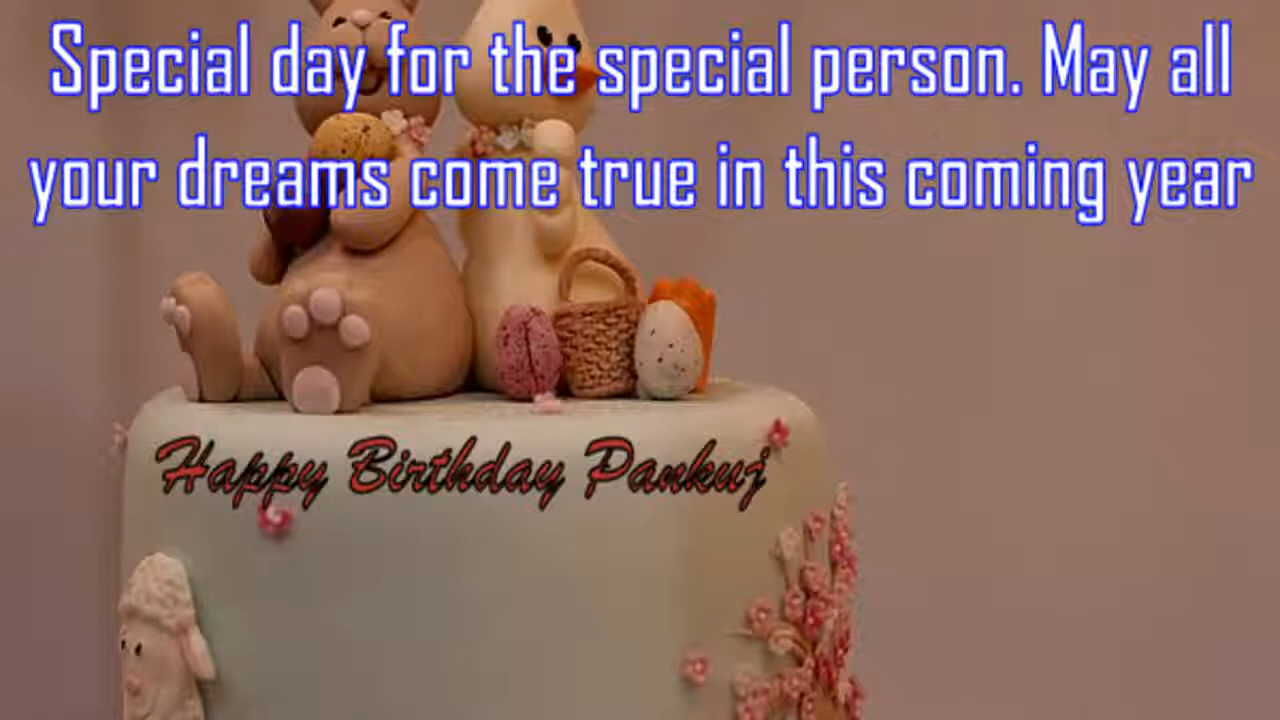 Special day for the special person. May all
your dreams come true in this coming year
Happy Birthday Pankuj